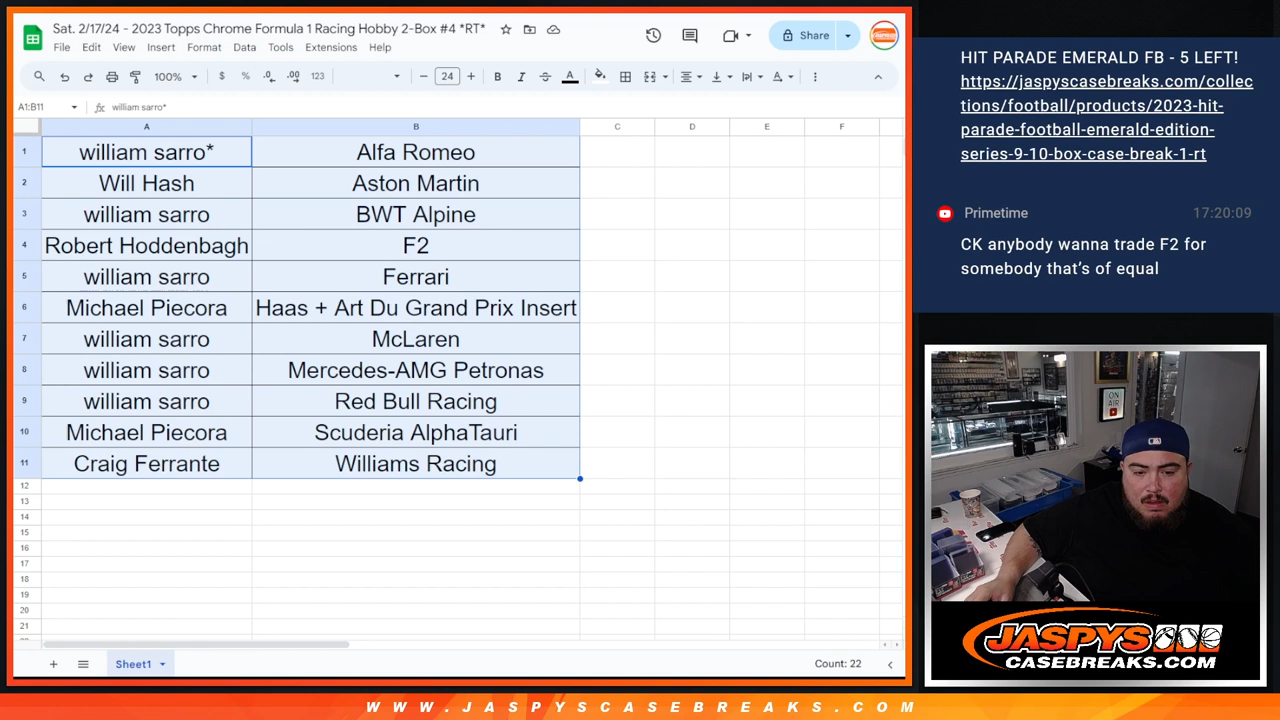 Sat. 2/17/24 - 2023 Topps Chrome Formula 1 Racing Hobby 2-Box #4 *RT*
File Edit View Insert Format Data Tools Extensions Help
Share
100% $ % .0 .00 123 24 B I A
A1:B11 fx william sarro*
A B C D E F
1 william sarro* Alfa Romeo
2 Will Hash Aston Martin
3 william sarro BWT Alpine
4 Robert Hoddenbagh F2
5 william sarro Ferrari
6 Michael Piecora Haas + Art Du Grand Prix Insert
7 william sarro McLaren
8 william sarro Mercedes-AMG Petronas
9 william sarro Red Bull Racing
10 Michael Piecora Scuderia AlphaTauri
11 Craig Ferrante Williams Racing
12
13
14
15
16
17
18
19
20
21
Sheet1
Count: 22
HIT PARADE EMERALD FB - 5 LEFT!
https://jaspyscasebreaks.com/collec
tions/football/products/2023-hit-
parade-football-emerald-edition-
series-9-10-box-case-break-1-rt
Primetime 17:20:09
CK anybody wanna trade F2 for
somebody that's of equal
ON
AIR
JASPYS
CASEBREAKS.COM
WWW.JASPYSCASEBREAKS.COM